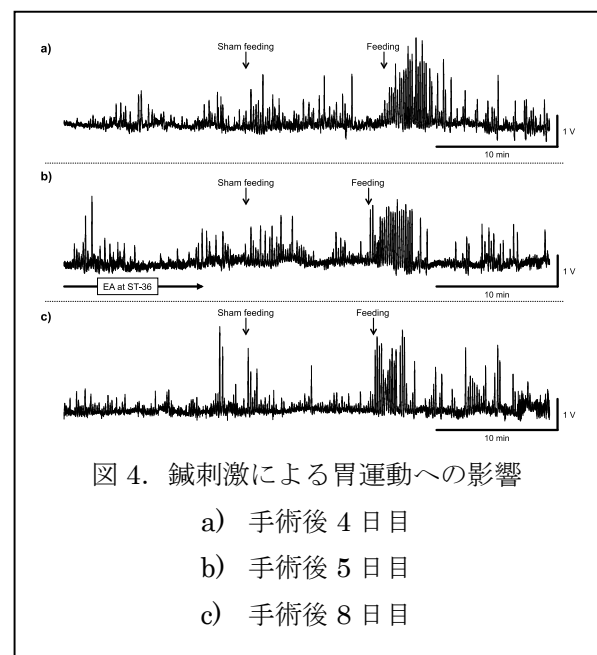 a)
Sham feeding
Feeding
1 V
10 min
b)
Sham feeding
Feeding
1 V
EA at ST-36
10 min
c)
Sham feeding
Feeding
1 V
10 min
図 4. 鍼刺激による胃運動への影響
a) 手術後 4 日目
b) 手術後 5 日目
c) 手術後 8 日目